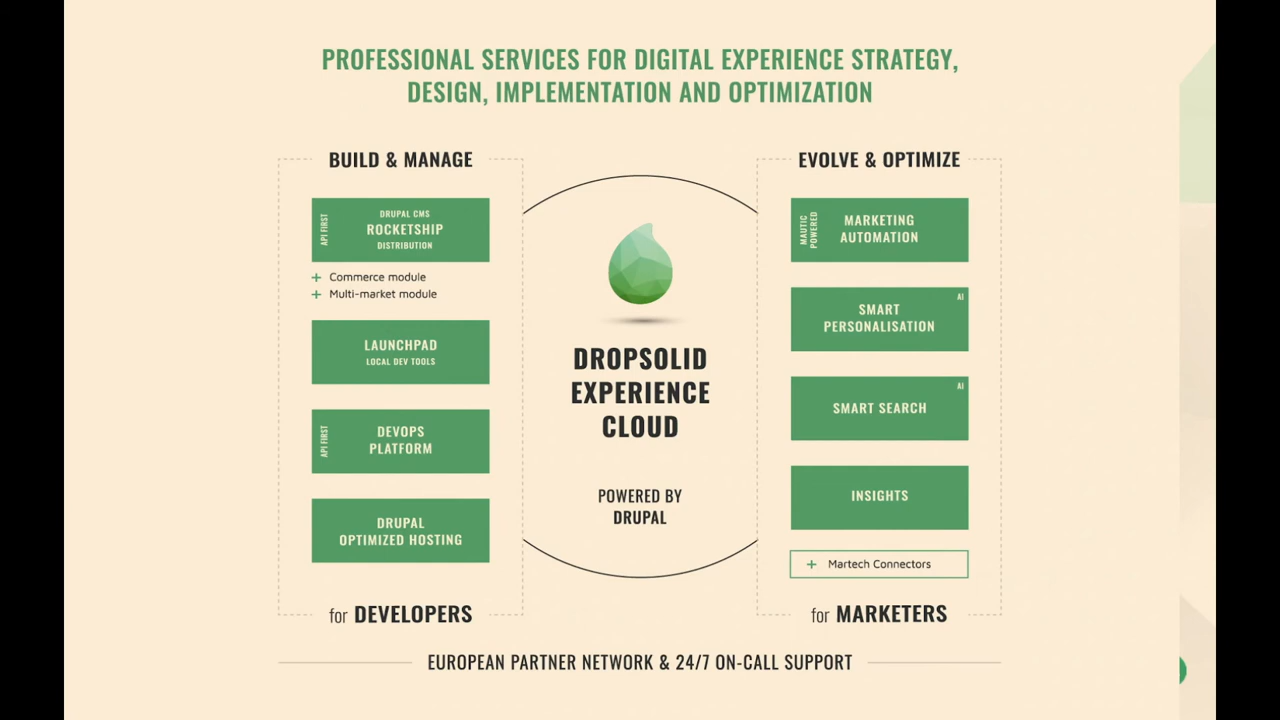 PROFESSIONAL SERVICES FOR DIGITAL EXPERIENCE STRATEGY,
DESIGN, IMPLEMENTATION AND OPTIMIZATION
BUILD & MANAGE
API FIRST
DRUPAL CMS
ROCKETSHIP
DISTRIBUTION
+ Commerce module
+ Multi-market module
LAUNCHPAD
LOCAL DEV TOOLS
API FIRST
DEVOPS
PLATFORM
DRUPAL
OPTIMIZED HOSTING
for DEVELOPERS
DROPSOLID
EXPERIENCE
CLOUD
POWERED BY
DRUPAL
EVOLVE & OPTIMIZE
MAUTIC
POWERED
MARKETING
AUTOMATION
AI
SMART
PERSONALISATION
AI
SMART SEARCH
INSIGHTS
+ Martech Connectors
for MARKETERS
EUROPEAN PARTNER NETWORK & 24/7 ON-CALL SUPPORT